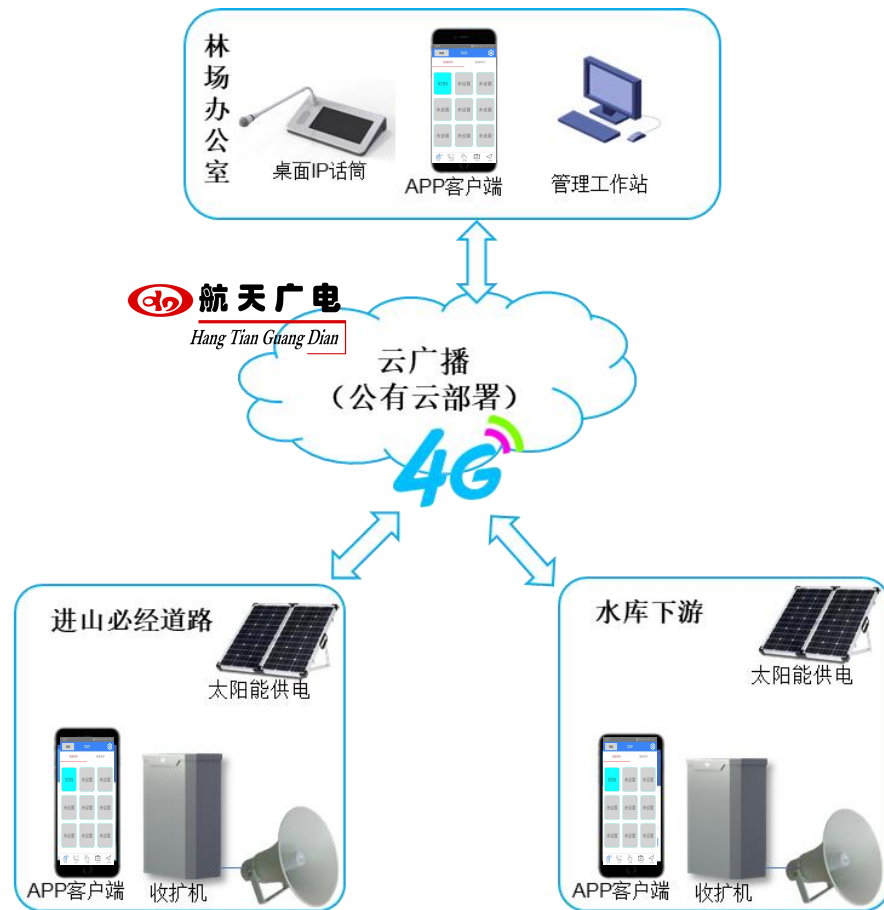 林场办公室
桌面IP话筒
APP客户端
管理工作站
航天广电
Hang Tian Guang Dian
云广播
（公有云部署）
4G
进山必经道路
太阳能供电
APP客户端
收扩机
水库下游
太阳能供电
APP客户端
收扩机